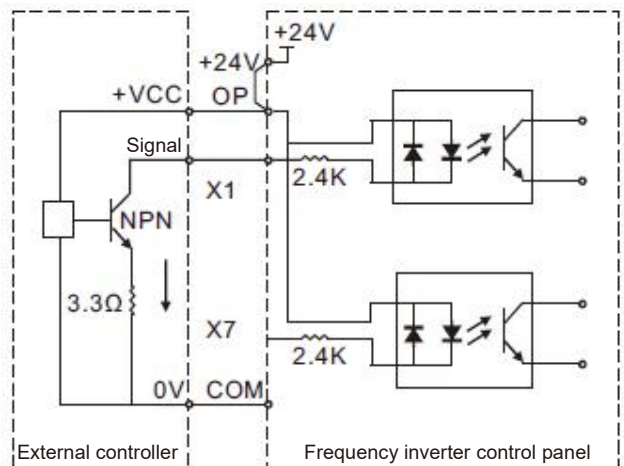 +24V
+24V
+VCC
OP
Signal
2.4K
X1
NPN
3.3Ω
X7
2.4K
0V
COM
External controller
Frequency inverter control panel